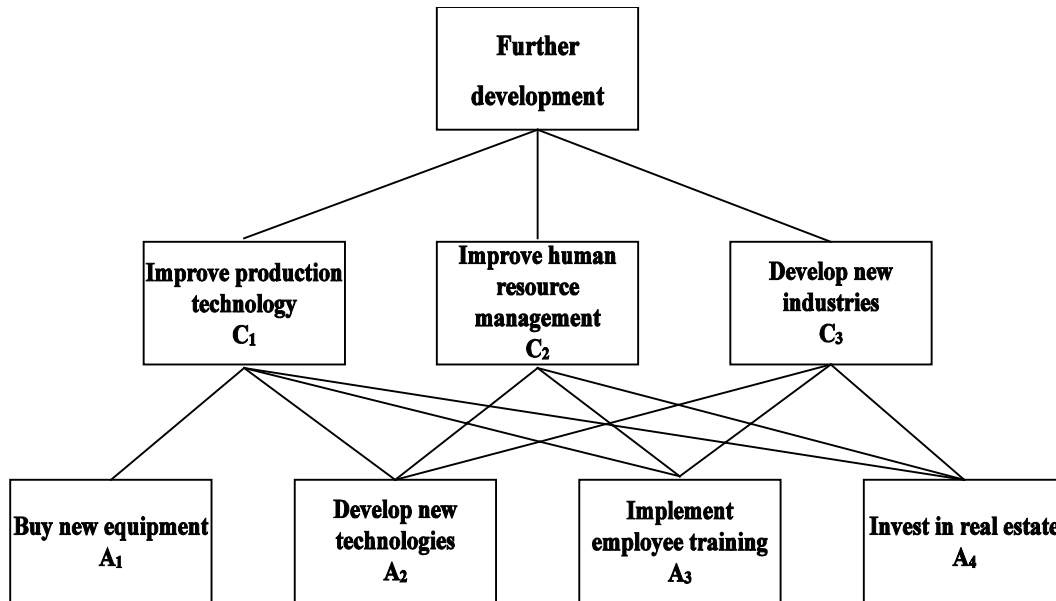 Further
development
Improve production
technology
C₁
Improve human
resource
management
C₂
Develop new
industries
C₃
Buy new equipment
A₁
Develop new
technologies
A₂
Implement
employee training
A₃
Invest in real estate
A₄